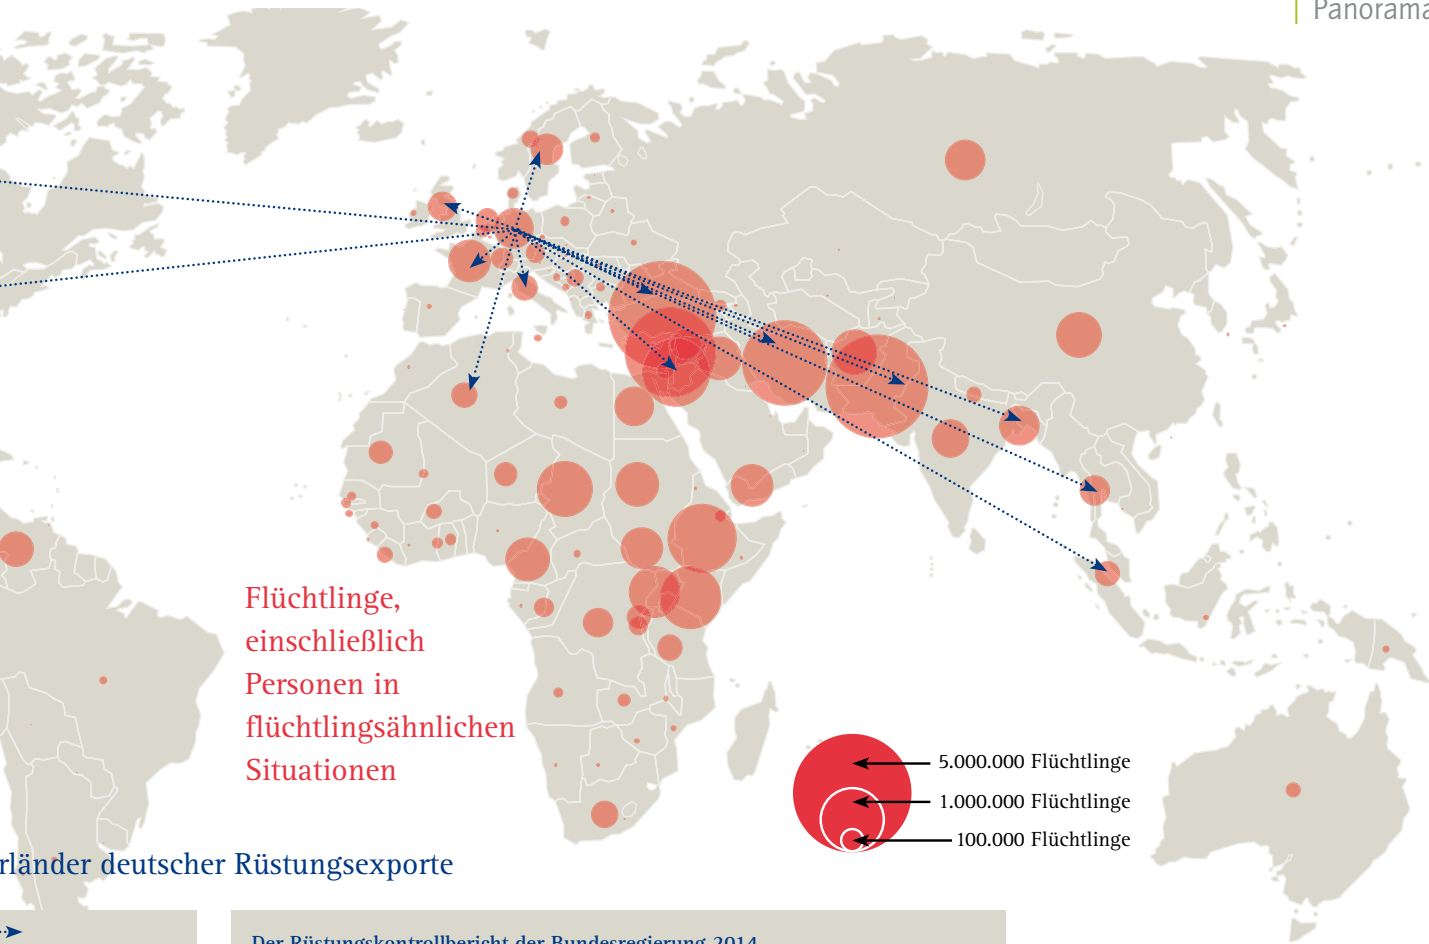 Panorama
Flüchtlinge,
einschließlich
Personen in
flüchtlingsähnlichen
Situationen
5.000.000 Flüchtlinge
1.000.000 Flüchtlinge
100.000 Flüchtlinge
rländer deutscher Rüstungsexporte
Der Rüstungskontrollbericht der Bundesregierung 2014